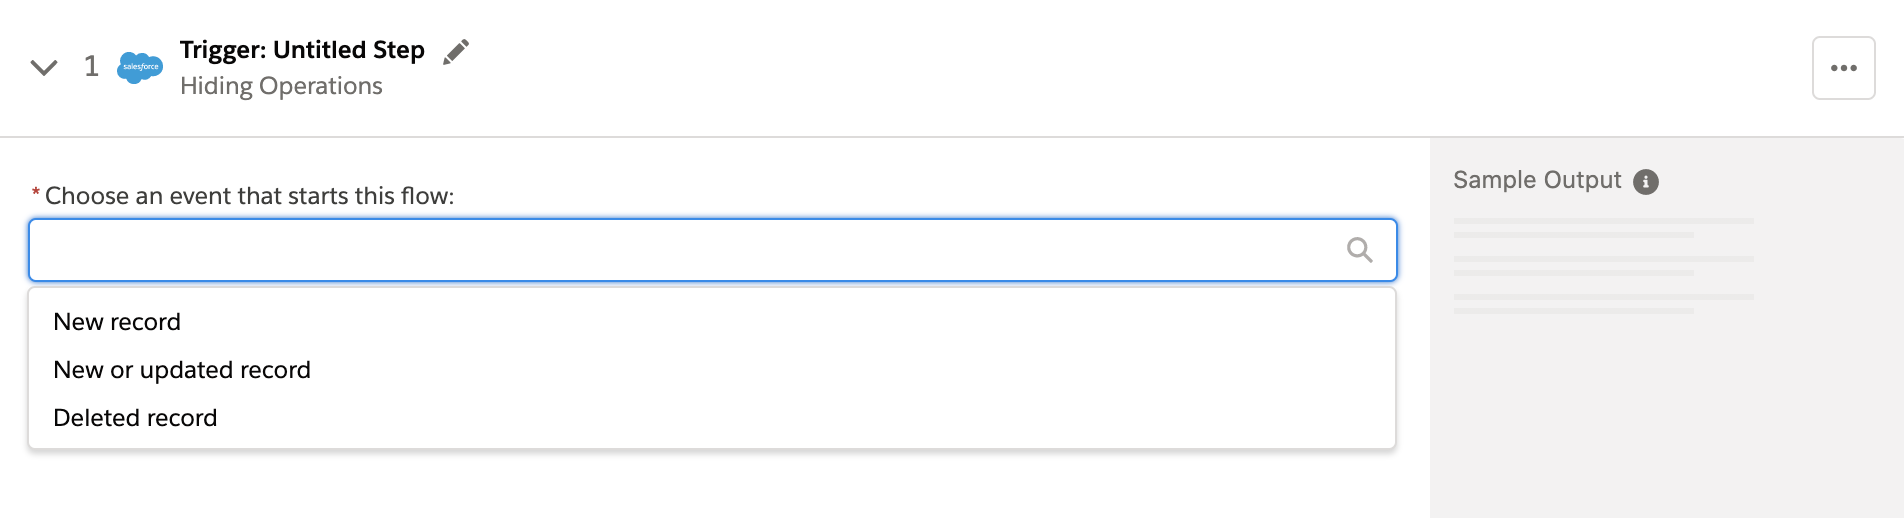 1
salesforce
Trigger: Untitled Step
Hiding Operations
* Choose an event that starts this flow:
New record
New or updated record
Deleted record
Sample Output